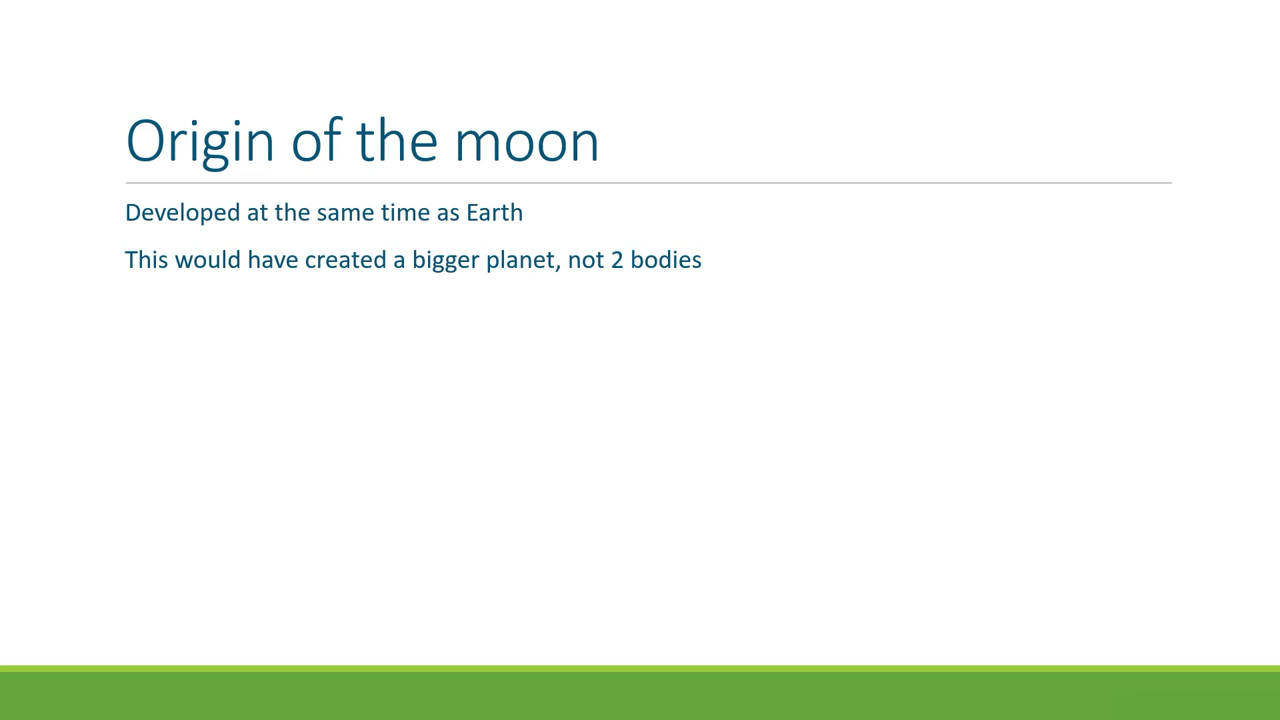 Origin of the moon
Developed at the same time as Earth
This would have created a bigger planet, not 2 bodies